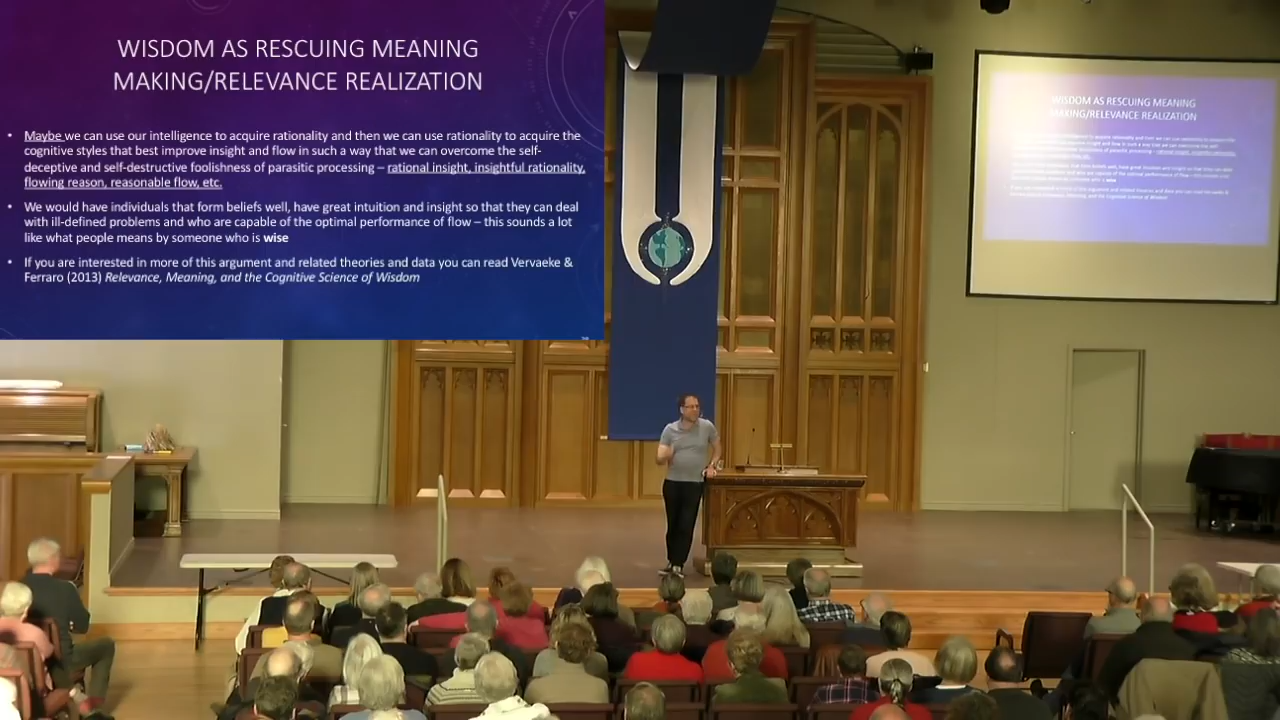 WISDOM AS RESCUING MEANING
MAKING/RELEVANCE REALIZATION
• Maybe we can use our intelligence to acquire rationality and then we can use rationality to acquire the
cognitive styles that best improve insight and flow in such a way that we can overcome the self-
deceptive and self-destructive foolishness of parasitic processing – rational insight, insightful rationality,
flowing reason, reasonable flow, etc.
• We would have individuals that form beliefs well, have great intuition and insight so that they can deal
with ill-defined problems and who are capable of the optimal performance of flow – this sounds a lot
like what people means by someone who is wise
• If you are interested in more of this argument and related theories and data you can read Vervaeke &
Ferraro (2013) Relevance, Meaning, and the Cognitive Science of Wisdom
WISDOM AS RESCUING MEANING
MAKING/RELEVANCE REALIZATION